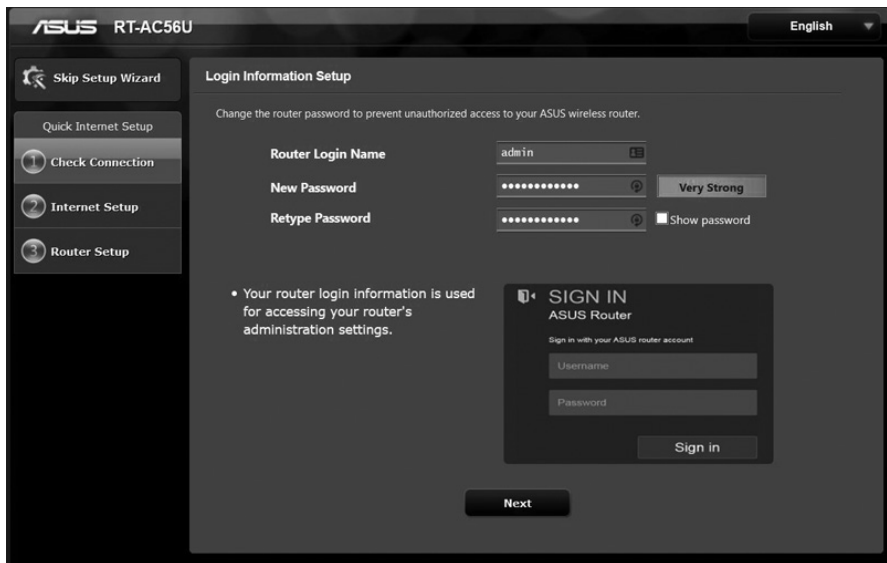 ASUS RT-AC56U
English
Skip Setup Wizard
Quick Internet Setup
1 Check Connection
2 Internet Setup
3 Router Setup
Login Information Setup
Change the router password to prevent unauthorized access to your ASUS wireless router.
Router Login Name admin
New Password •••••••••••• Very Strong
Retype Password •••••••••••• Show password
• Your router login information is used
for accessing your router's
administration settings.
SIGN IN
ASUS Router
Sign in with your ASUS router account
Username
Password
Sign in
Next